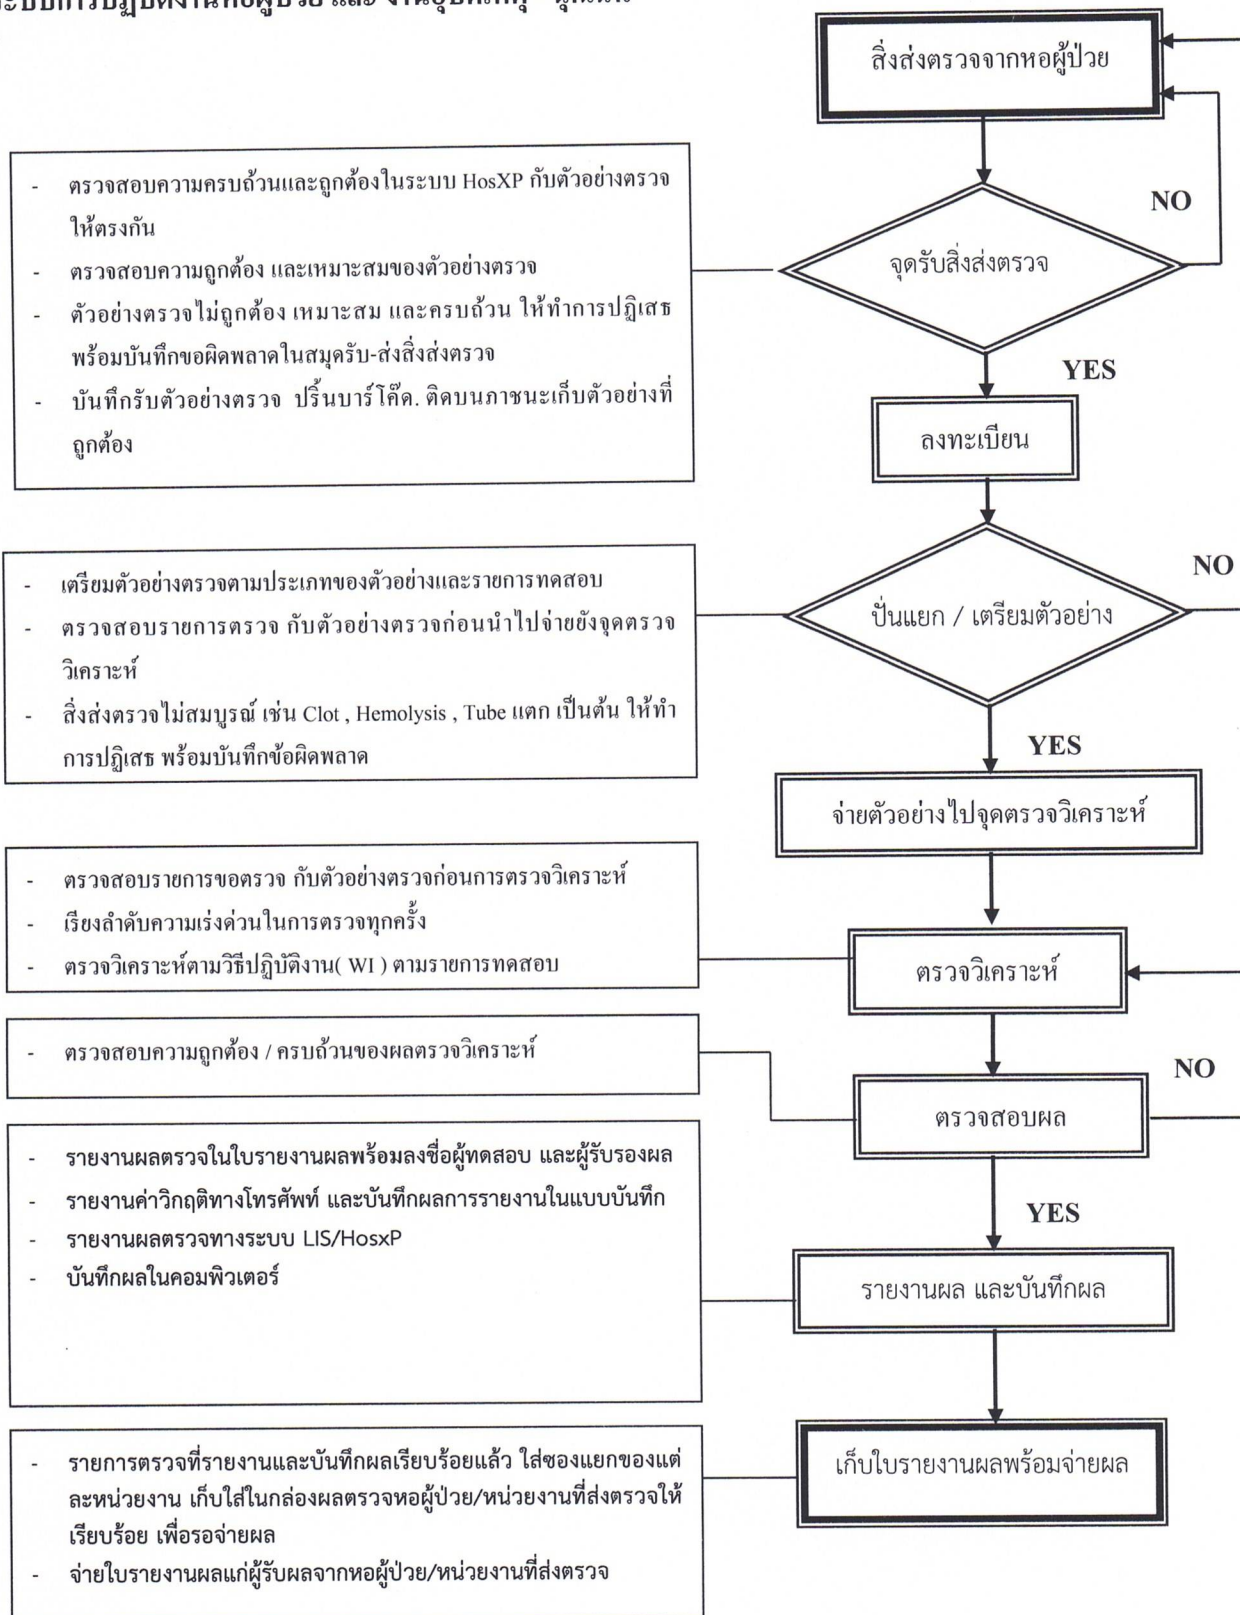 สิ่งส่งตรวจจากหอผู้ป่วย
- ตรวจสอบความครบถ้วนและถูกต้องในระบบ HosXP กับตัวอย่างตรวจ
ให้ตรงกัน
- ตรวจสอบความถูกต้อง และเหมาะสมของตัวอย่างตรวจ
- ตัวอย่างตรวจไม่ถูกต้อง เหมาะสม และครบถ้วน ให้ทำการปฏิเสธ
พร้อมบันทึกขอผิดพลาดในสมุดรับ-ส่งสิ่งส่งตรวจ
- บันทึกรับตัวอย่างตรวจ ปริ้นบาร์โค๊ด. ติดบนภาชนะเก็บตัวอย่างที่
ถูกต้อง
NO
จุดรับสิ่งส่งตรวจ
YES
ลงทะเบียน
- เตรียมตัวอย่างตรวจตามประเภทของตัวอย่างและรายการทดสอบ
- ตรวจสอบรายการตรวจ กับตัวอย่างตรวจก่อนนำไปจ่ายยังจุดตรวจ
วิเคราะห์
- สิ่งส่งตรวจไม่สมบูรณ์ เช่น Clot , Hemolysis , Tube แตก เป็นต้น ให้ทำ
การปฏิเสธ พร้อมบันทึกข้อผิดพลาด
NO
ปั่นแยก / เตรียมตัวอย่าง
YES
จ่ายตัวอย่างไปจุดตรวจวิเคราะห์
- ตรวจสอบรายการขอตรวจ กับตัวอย่างตรวจก่อนการตรวจวิเคราะห์
- เรียงลำดับความเร่งด่วนในการตรวจทุกครั้ง
- ตรวจวิเคราะห์ตามวิธีปฏิบัติงาน( WI ) ตามรายการทดสอบ
ตรวจวิเคราะห์
- ตรวจสอบความถูกต้อง / ครบถ้วนของผลตรวจวิเคราะห์
NO
ตรวจสอบผล
- รายงานผลตรวจในใบรายงานผลพร้อมลงชื่อผู้ทดสอบ และผู้รับรองผล
- รายงานค่าวิกฤติทางโทรศัพท์ และบันทึกผลการรายงานในแบบบันทึก
- รายงานผลตรวจทางระบบ LIS/HosxP
- บันทึกผลในคอมพิวเตอร์
YES
รายงานผล และบันทึกผล
- รายการตรวจที่รายงานและบันทึกผลเรียบร้อยแล้ว ใส่ซองแยกของแต่
ละหน่วยงาน เก็บใส่ในกล่องผลตรวจหอผู้ป่วย/หน่วยงานที่ส่งตรวจให้
เรียบร้อย เพื่อรอจ่ายผล
- จ่ายใบรายงานผลแก่ผู้รับผลจากหอผู้ป่วย/หน่วยงานที่ส่งตรวจ
เก็บใบรายงานผลพร้อมจ่ายผล